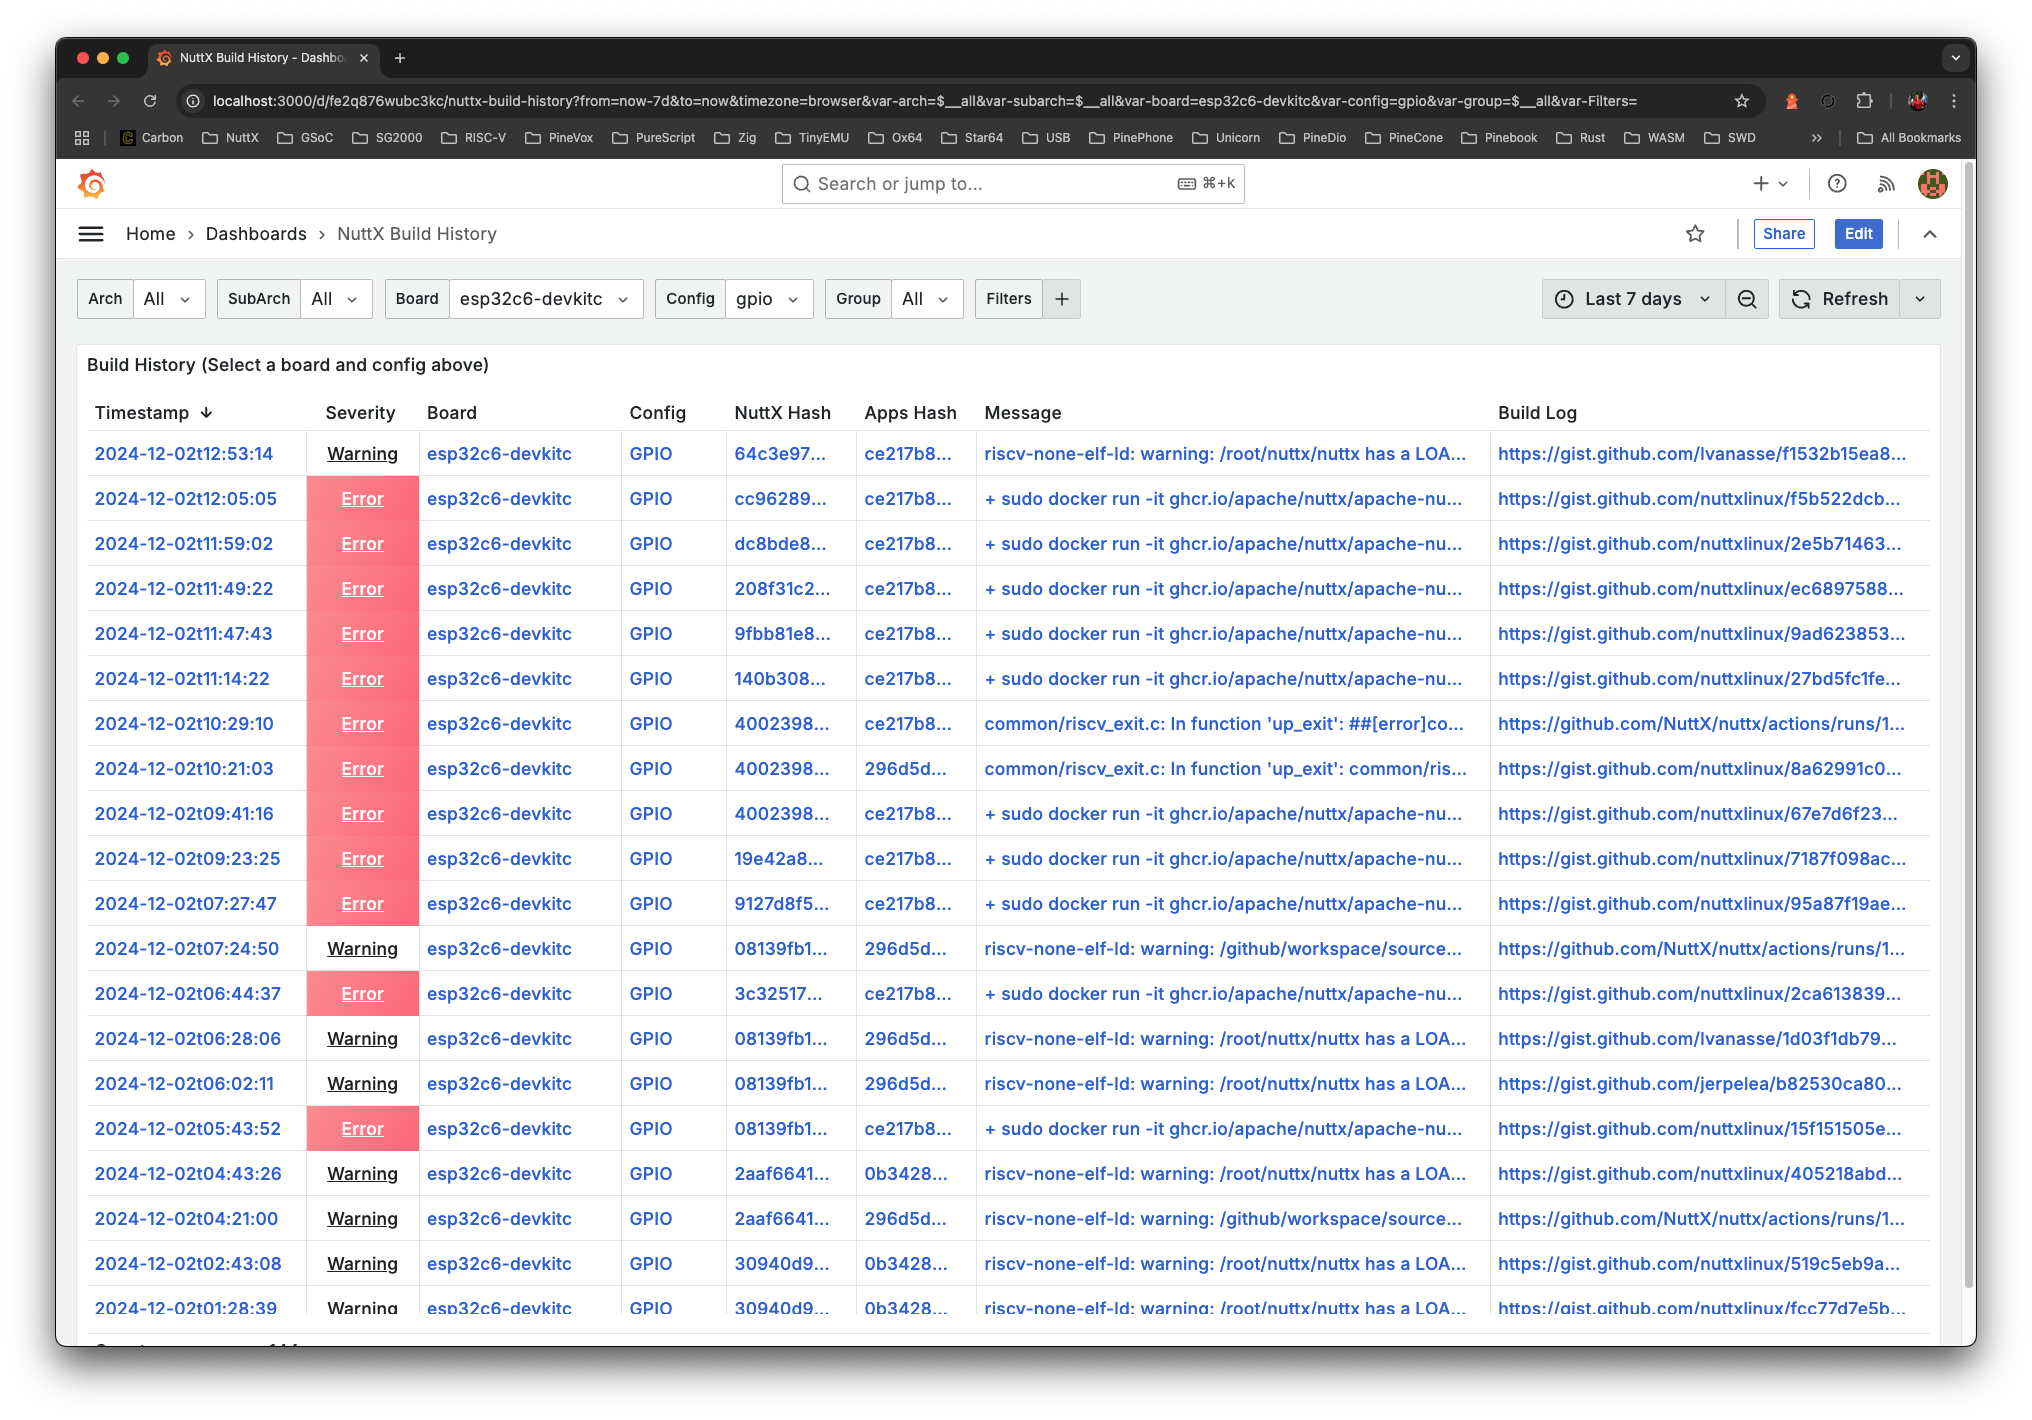 NuttX Build History - Dashbo
localhost:3000/d/fe2q876wubc3kc/nuttx-build-history?from=now-7d&to=now&timezone=browser&var-arch=$__all&var-subarch=$__all&var-board=esp32c6-devkitc&var-config=gpio&var-group=$__all&var-Filters=
Carbon NuttX GSoC SG2000 RISC-V PineVox PureScript Zig TinyEMU Ox64 Star64 USB PinePhone Unicorn PineDio PineCone Pinebook Rust WASM SWD » All Bookmarks
Search or jump to... ⌘+k
Home › Dashboards › NuttX Build History Share Edit
Arch All SubArch All Board esp32c6-devkitc Config gpio Group All Filters + Last 7 days Refresh
Build History (Select a board and config above)
Timestamp Severity Board Config NuttX Hash Apps Hash Message Build Log
2024-12-02t12:53:14 Warning esp32c6-devkitc GPIO 64c3e97... ce217b8... riscv-none-elf-ld: warning: /root/nuttx/nuttx has a LOA... https://gist.github.com/lvanasse/f1532b15ea8...
2024-12-02t12:05:05 Error esp32c6-devkitc GPIO cc96289... ce217b8... + sudo docker run -it ghcr.io/apache/nuttx/apache-nu... https://gist.github.com/nuttxlinux/f5b522dcb...
2024-12-02t11:59:02 Error esp32c6-devkitc GPIO dc8bde8... ce217b8... + sudo docker run -it ghcr.io/apache/nuttx/apache-nu... https://gist.github.com/nuttxlinux/2e5b71463...
2024-12-02t11:49:22 Error esp32c6-devkitc GPIO 208f31c2... ce217b8... + sudo docker run -it ghcr.io/apache/nuttx/apache-nu... https://gist.github.com/nuttxlinux/ec6897588...
2024-12-02t11:47:43 Error esp32c6-devkitc GPIO 9fbb81e8... ce217b8... + sudo docker run -it ghcr.io/apache/nuttx/apache-nu... https://gist.github.com/nuttxlinux/9ad623853...
2024-12-02t11:14:22 Error esp32c6-devkitc GPIO 140b308... ce217b8... + sudo docker run -it ghcr.io/apache/nuttx/apache-nu... https://gist.github.com/nuttxlinux/27bd5fc1fe...
2024-12-02t10:29:10 Error esp32c6-devkitc GPIO 4002398... ce217b8... common/riscv_exit.c: In function 'up_exit': ##[error]co... https://github.com/NuttX/nuttx/actions/runs/1...
2024-12-02t10:21:03 Error esp32c6-devkitc GPIO 4002398... 296d5d... common/riscv_exit.c: In function 'up_exit': common/ris... https://gist.github.com/nuttxlinux/8a62991c0...
2024-12-02t09:41:16 Error esp32c6-devkitc GPIO 4002398... ce217b8... + sudo docker run -it ghcr.io/apache/nuttx/apache-nu... https://gist.github.com/nuttxlinux/67e7d6f23...
2024-12-02t09:23:25 Error esp32c6-devkitc GPIO 19e42a8... ce217b8... + sudo docker run -it ghcr.io/apache/nuttx/apache-nu... https://gist.github.com/nuttxlinux/7187f098ac...
2024-12-02t07:27:47 Error esp32c6-devkitc GPIO 9127d8f5... ce217b8... + sudo docker run -it ghcr.io/apache/nuttx/apache-nu... https://gist.github.com/nuttxlinux/95a87f19ae...
2024-12-02t07:24:50 Warning esp32c6-devkitc GPIO 08139fb1... 296d5d... riscv-none-elf-ld: warning: /github/workspace/source... https://github.com/NuttX/nuttx/actions/runs/1...
2024-12-02t06:44:37 Error esp32c6-devkitc GPIO 3c32517... ce217b8... + sudo docker run -it ghcr.io/apache/nuttx/apache-nu... https://gist.github.com/nuttxlinux/2ca613839...
2024-12-02t06:28:06 Warning esp32c6-devkitc GPIO 08139fb1... 296d5d... riscv-none-elf-ld: warning: /root/nuttx/nuttx has a LOA... https://gist.github.com/lvanasse/1d03f1db79...
2024-12-02t06:02:11 Warning esp32c6-devkitc GPIO 08139fb1... 296d5d... riscv-none-elf-ld: warning: /root/nuttx/nuttx has a LOA... https://gist.github.com/jerpelea/b82530ca80...
2024-12-02t05:43:52 Error esp32c6-devkitc GPIO 08139fb1... ce217b8... + sudo docker run -it ghcr.io/apache/nuttx/apache-nu... https://gist.github.com/nuttxlinux/15f151505e...
2024-12-02t04:43:26 Warning esp32c6-devkitc GPIO 2aaf6641... 0b3428... riscv-none-elf-ld: warning: /root/nuttx/nuttx has a LOA... https://gist.github.com/nuttxlinux/405218abd...
2024-12-02t04:21:00 Warning esp32c6-devkitc GPIO 2aaf6641... 296d5d... riscv-none-elf-ld: warning: /github/workspace/source... https://github.com/NuttX/nuttx/actions/runs/1...
2024-12-02t02:43:08 Warning esp32c6-devkitc GPIO 30940d9... 0b3428... riscv-none-elf-ld: warning: /root/nuttx/nuttx has a LOA... https://gist.github.com/nuttxlinux/519c5eb9a...
2024-12-02t01:28:39 Warning esp32c6-devkitc GPIO 30940d9... 0b3428... riscv-none-elf-ld: warning: /root/nuttx/nuttx has a LOA... https://gist.github.com/nuttxlinux/fcc77d7e5b...